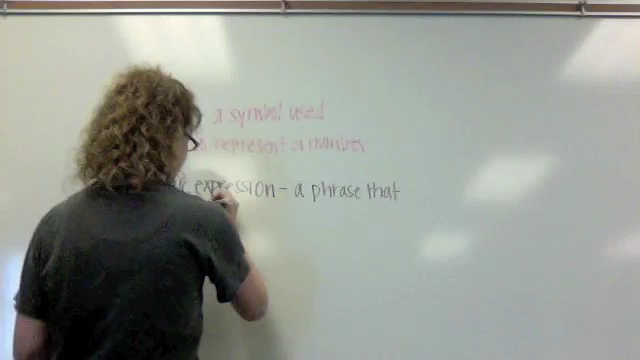 a symbol used
represent a number
expression - a phrase that